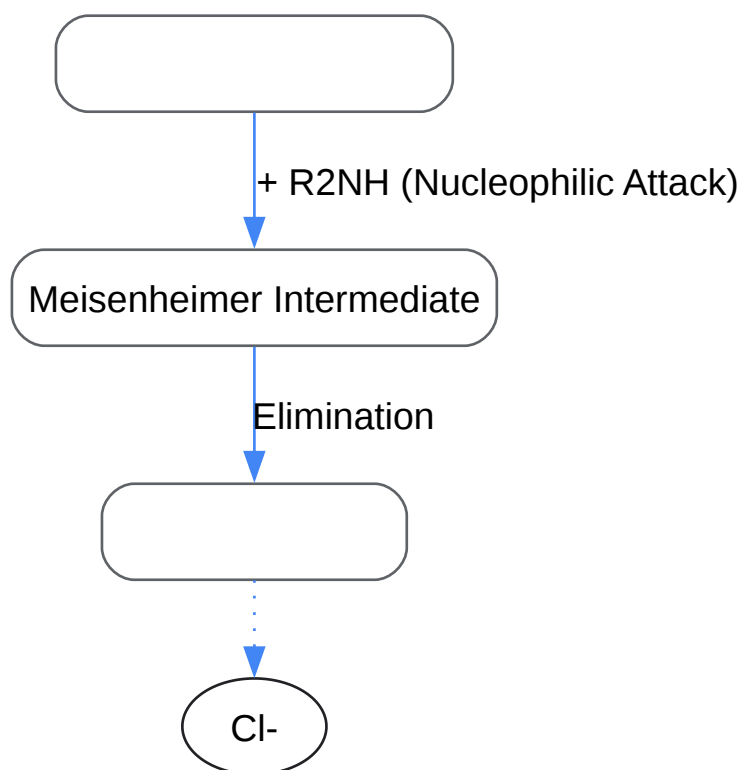 + R2NH (Nucleophilic Attack)
Meisenheimer Intermediate
Elimination
Cl-